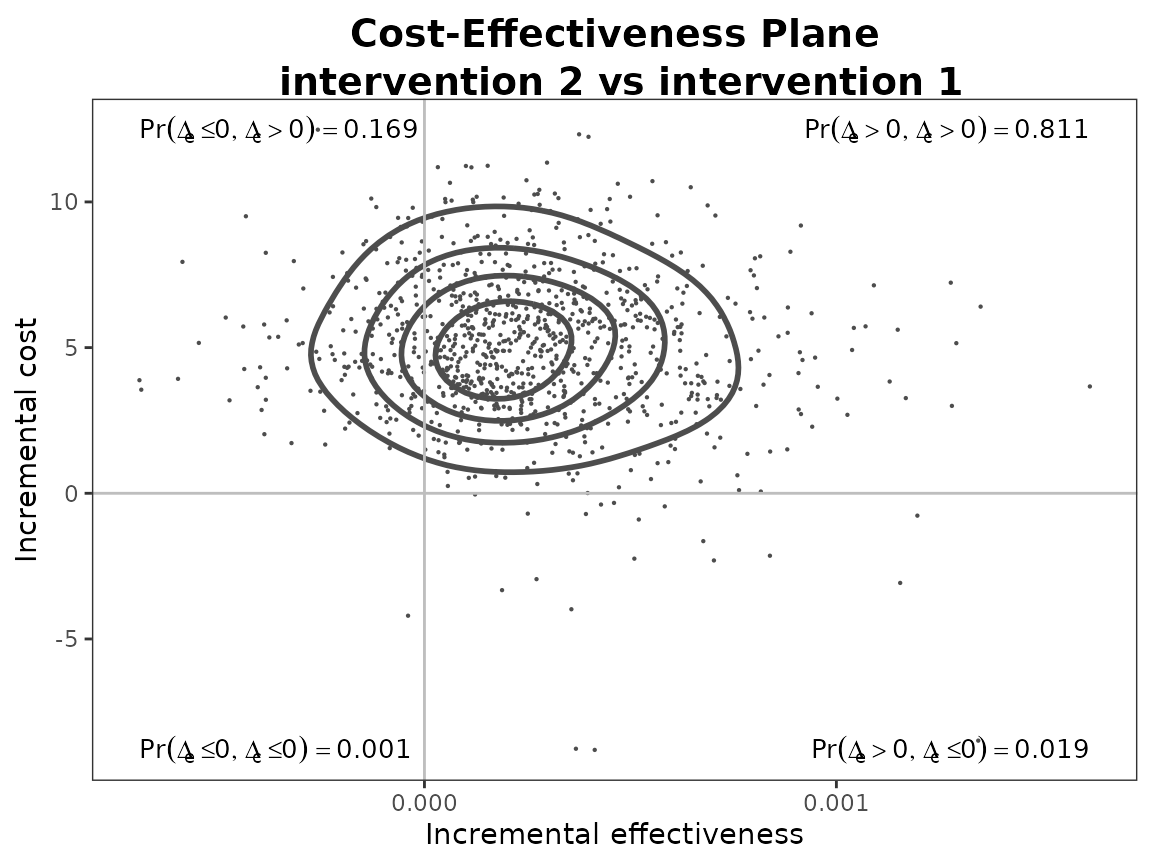 Cost-Effectiveness Plane
intervention 2 vs intervention 1
Pr(Δe ≤ 0, Δc > 0) = 0.169
Pr(Δe > 0, Δc > 0) = 0.811
10
5
0
-5
Incremental cost
Pr(Δe ≤ 0, Δc ≤ 0) = 0.001
Pr(Δe > 0, Δc ≤ 0) = 0.019
0.000
0.001
Incremental effectiveness